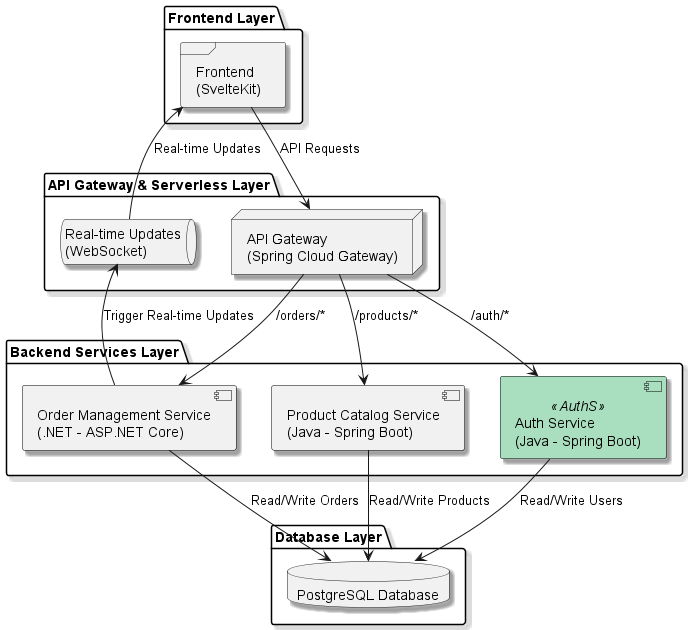 Frontend Layer
Frontend
(SvelteKit)
Real-time Updates
API Requests
API Gateway & Serverless Layer
Real-time Updates
(WebSocket)
API Gateway
(Spring Cloud Gateway)
Trigger Real-time Updates
/orders/*
/products/*
/auth/*
Backend Services Layer
Order Management Service
(.NET - ASP.NET Core)
Product Catalog Service
(Java - Spring Boot)
«AuthS»
Auth Service
(Java - Spring Boot)
Read/Write Orders
Read/Write Products
Read/Write Users
Database Layer
PostgreSQL Database